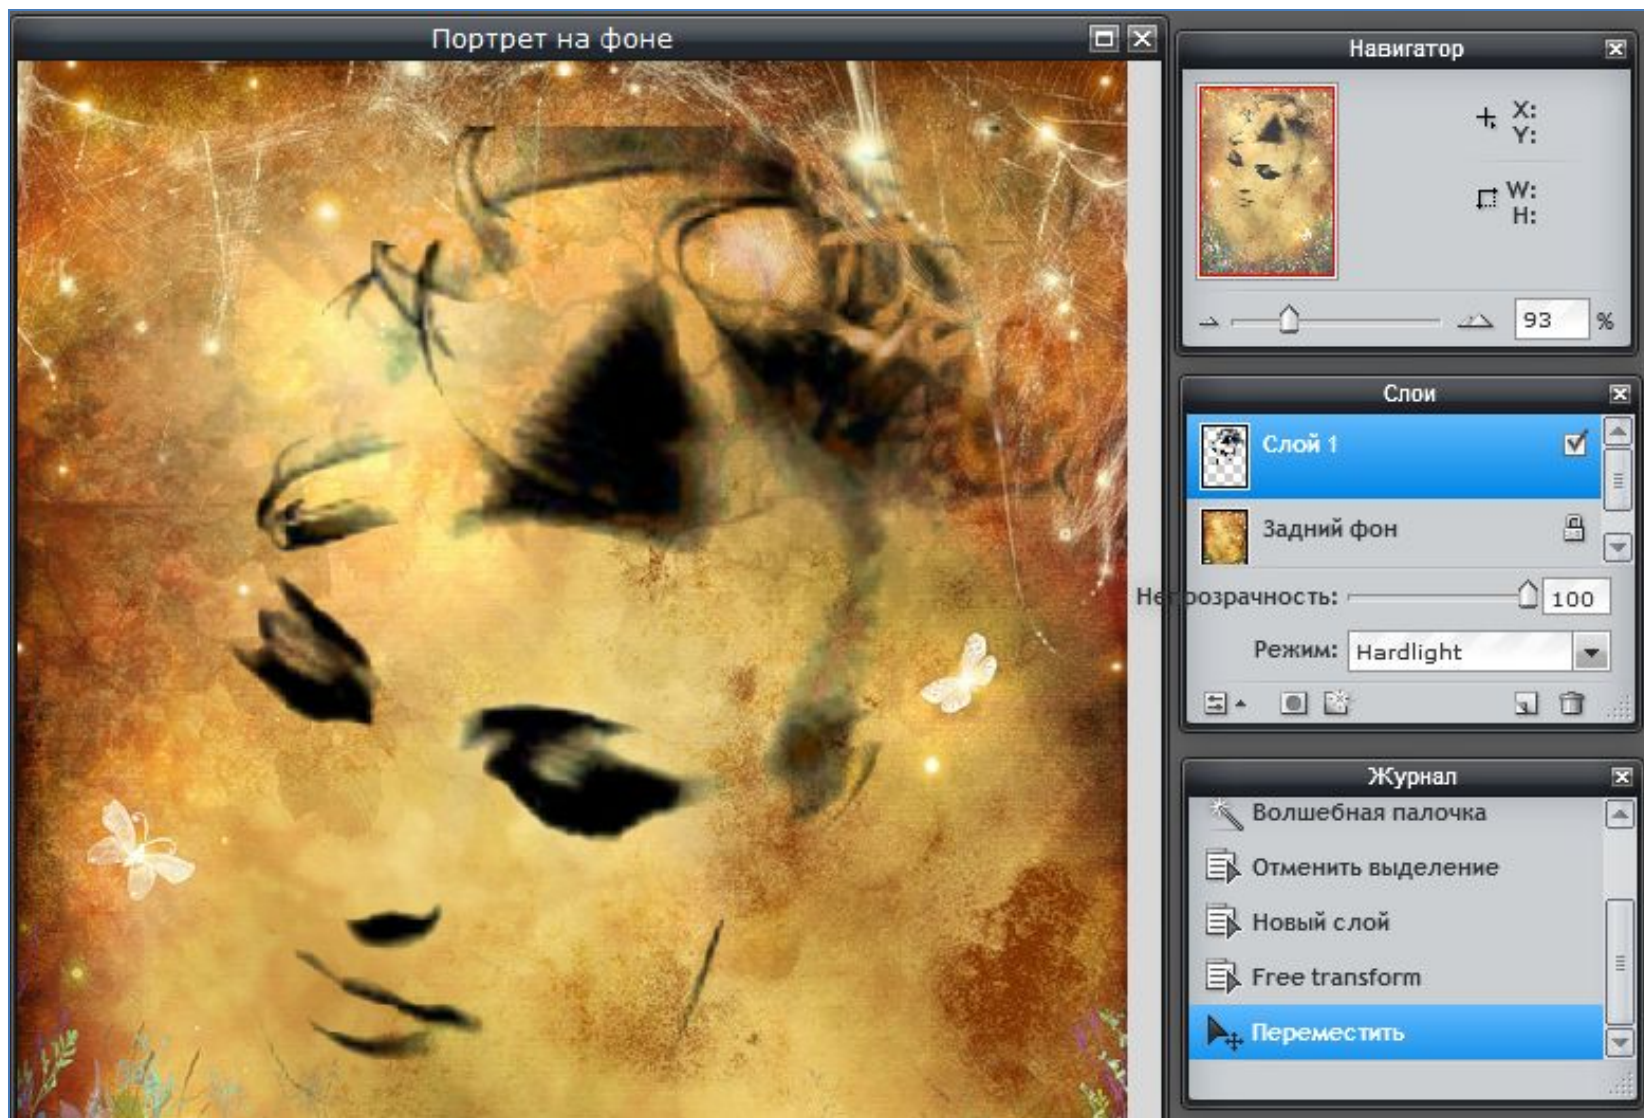 Портрет на фоне
Навигатор
X:
Y:
W:
H:
93 %
Слои
Слой 1
Задний фон
Непрозрачность: 100
Режим: Hardlight
Журнал
Волшебная палочка
Отменить выделение
Новый слой
Free transform
Переместить